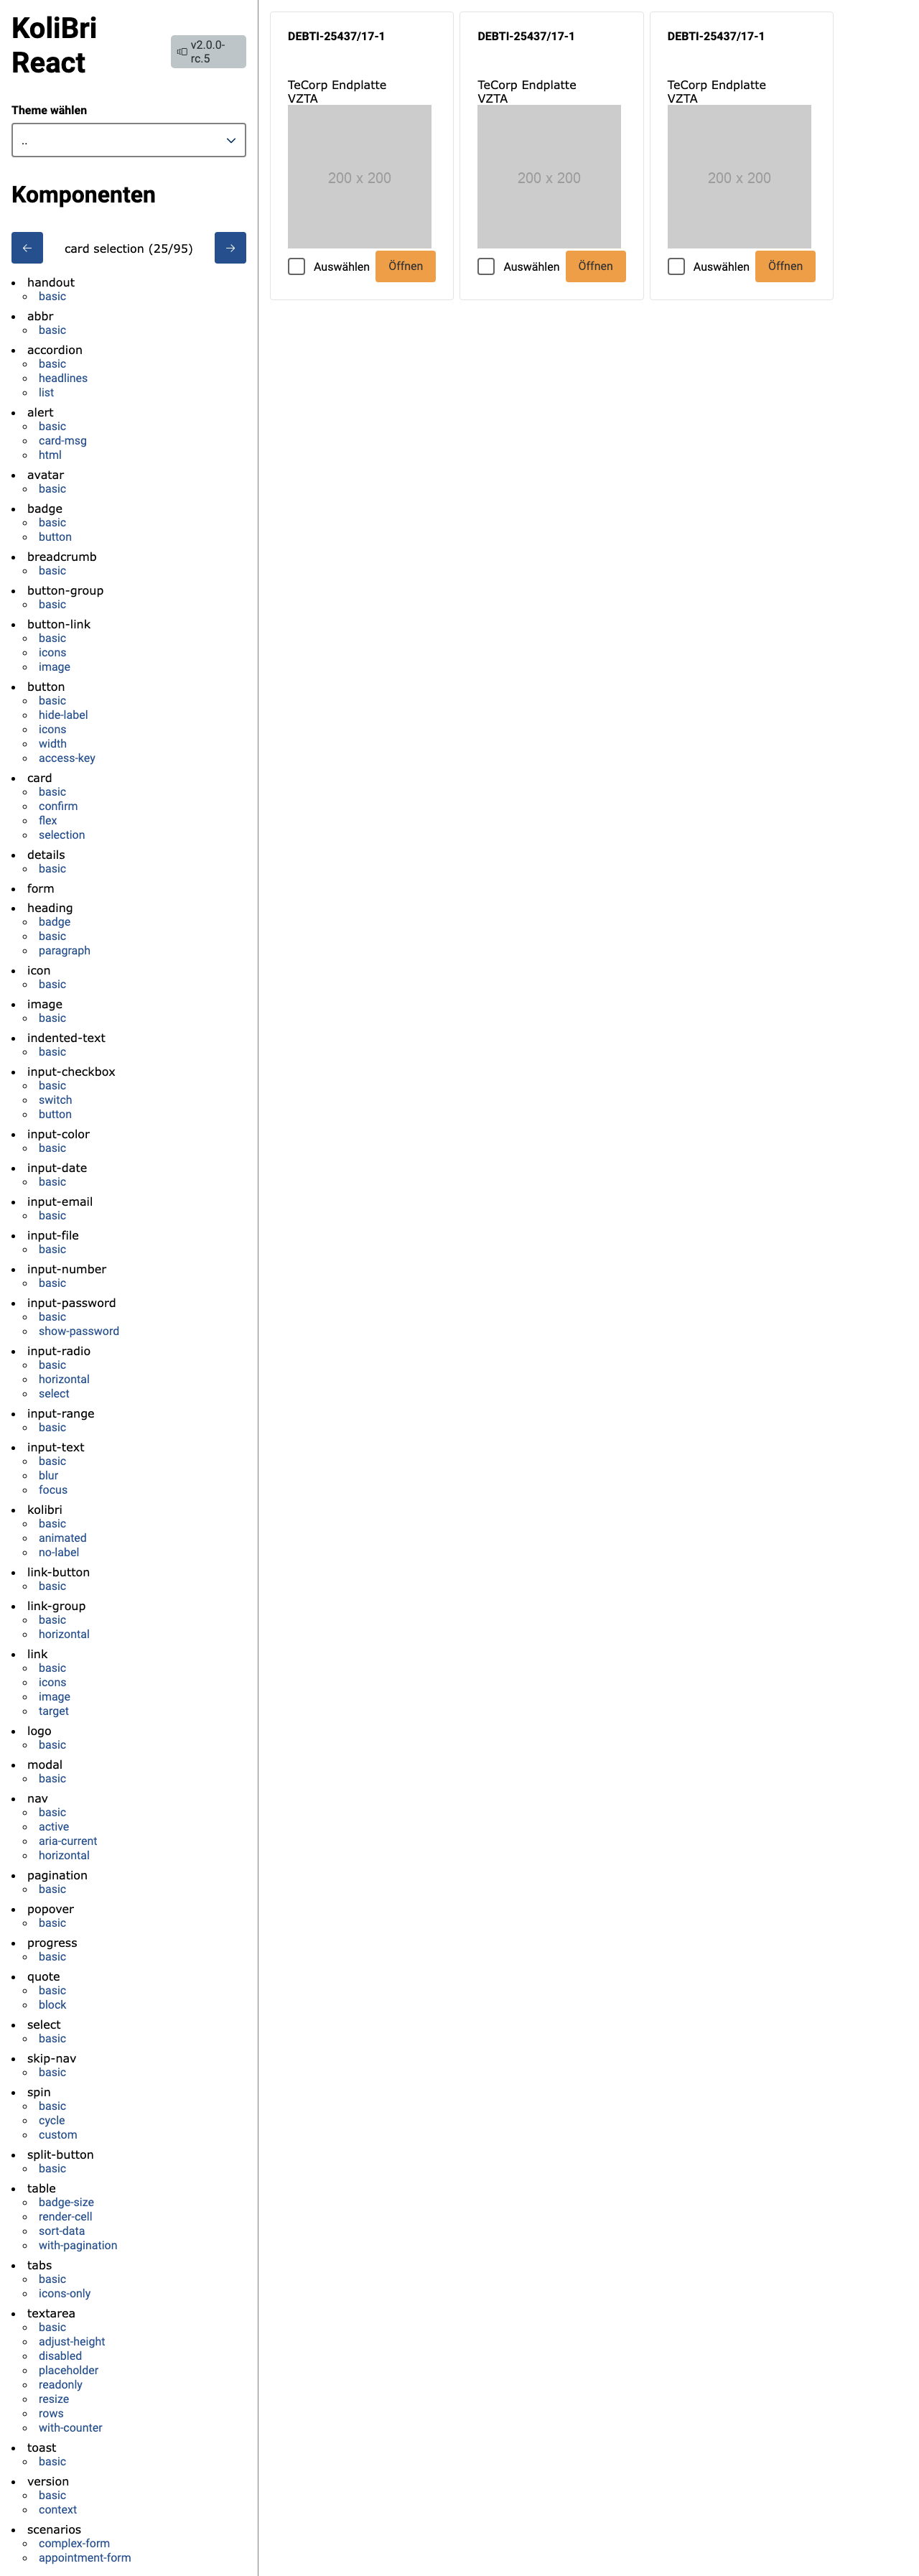 KoliBri
React
v2.0.0-
rc.5
Theme wählen
..
Komponenten
card selection (25/95)
handout
basic
abbr
basic
accordion
basic
headlines
list
alert
basic
card-msg
html
avatar
basic
badge
basic
button
breadcrumb
basic
button-group
basic
button-link
basic
icons
image
button
basic
hide-label
icons
width
access-key
card
basic
confirm
flex
selection
details
basic
form
heading
badge
basic
paragraph
icon
basic
image
basic
indented-text
basic
input-checkbox
basic
switch
button
input-color
basic
input-date
basic
input-email
basic
input-file
basic
input-number
basic
input-password
basic
show-password
input-radio
basic
horizontal
select
input-range
basic
input-text
basic
blur
focus
kolibri
basic
animated
no-label
link-button
basic
link-group
basic
horizontal
link
basic
icons
image
target
logo
basic
modal
basic
nav
basic
active
aria-current
horizontal
pagination
basic
popover
basic
progress
basic
quote
basic
block
select
basic
skip-nav
basic
spin
basic
cycle
custom
split-button
basic
table
badge-size
render-cell
sort-data
with-pagination
tabs
basic
icons-only
textarea
basic
adjust-height
disabled
placeholder
readonly
resize
rows
with-counter
toast
basic
version
basic
context
scenarios
complex-form
appointment-form
DEBTI-25437/17-1
TeCorp Endplatte
VZTA
200 x 200
Auswählen Öffnen
DEBTI-25437/17-1
TeCorp Endplatte
VZTA
200 x 200
Auswählen Öffnen
DEBTI-25437/17-1
TeCorp Endplatte
VZTA
200 x 200
Auswählen Öffnen